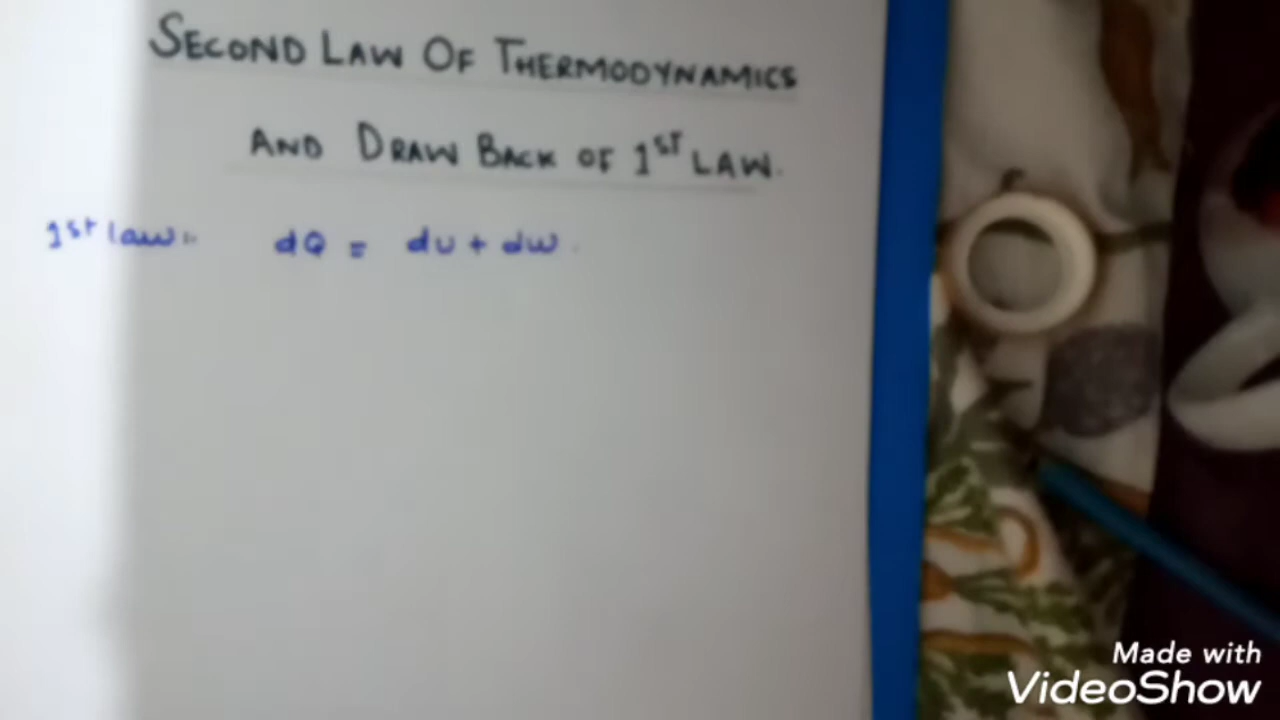 SECOND LAW OF THERMODYNAMICS
AND DRAW BACK OF 1ST LAW.
1st law:- dQ = du + dw.
Made with
VideoShow